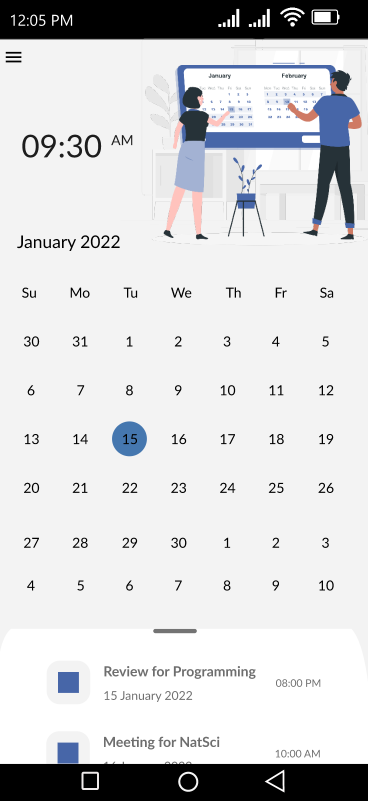 12:05 PM
January February
09:30 AM
January 2022
Su Mo Tu We Th Fr Sa
30 31 1 2 3 4 5
6 7 8 9 10 11 12
13 14 15 16 17 18 19
20 21 22 23 24 25 26
27 28 29 30 1 2 3
4 5 6 7 8 9 10
Review for Programming
15 January 2022
08:00 PM
Meeting for NatSci
10:00 AM